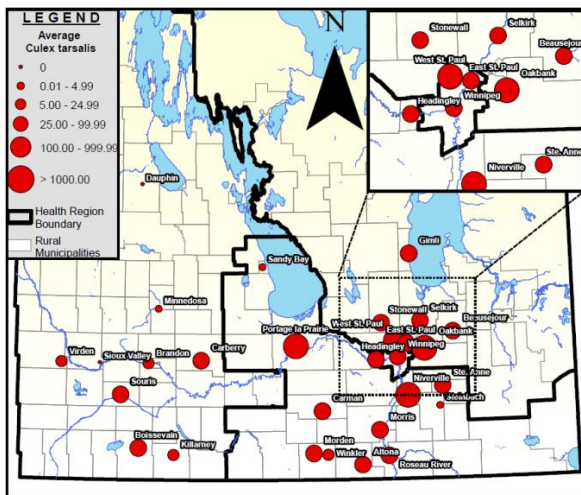 LEGEND
Average
Culex tarsalis
0
0.01 - 4.99
5.00 - 24.99
25.00 - 99.99
100.00 - 999.99
> 1000.00
Health Region
Boundary
Rural
Municipalities
N
Stonewall
Selkirk
Beausejour
West St. Paul
East St. Paul
Oakbank
Headingley
Winnipeg
Ste. Anne
Niverville
Dauphin
Gimli
Sandy Bay
Minnedosa
Stonewall
Selkirk
Beausejour
West St. Paul
East St. Paul
Oakbank
Portage la Prairie
Headingley
Winnipeg
Virden
Sioux Valley
Brandon
Carberry
Ste. Anne
Niverville
Steinbach
Souris
Carman
Morris
Boissevain
Killarney
Morden
Winkler
Altona
Roseau River